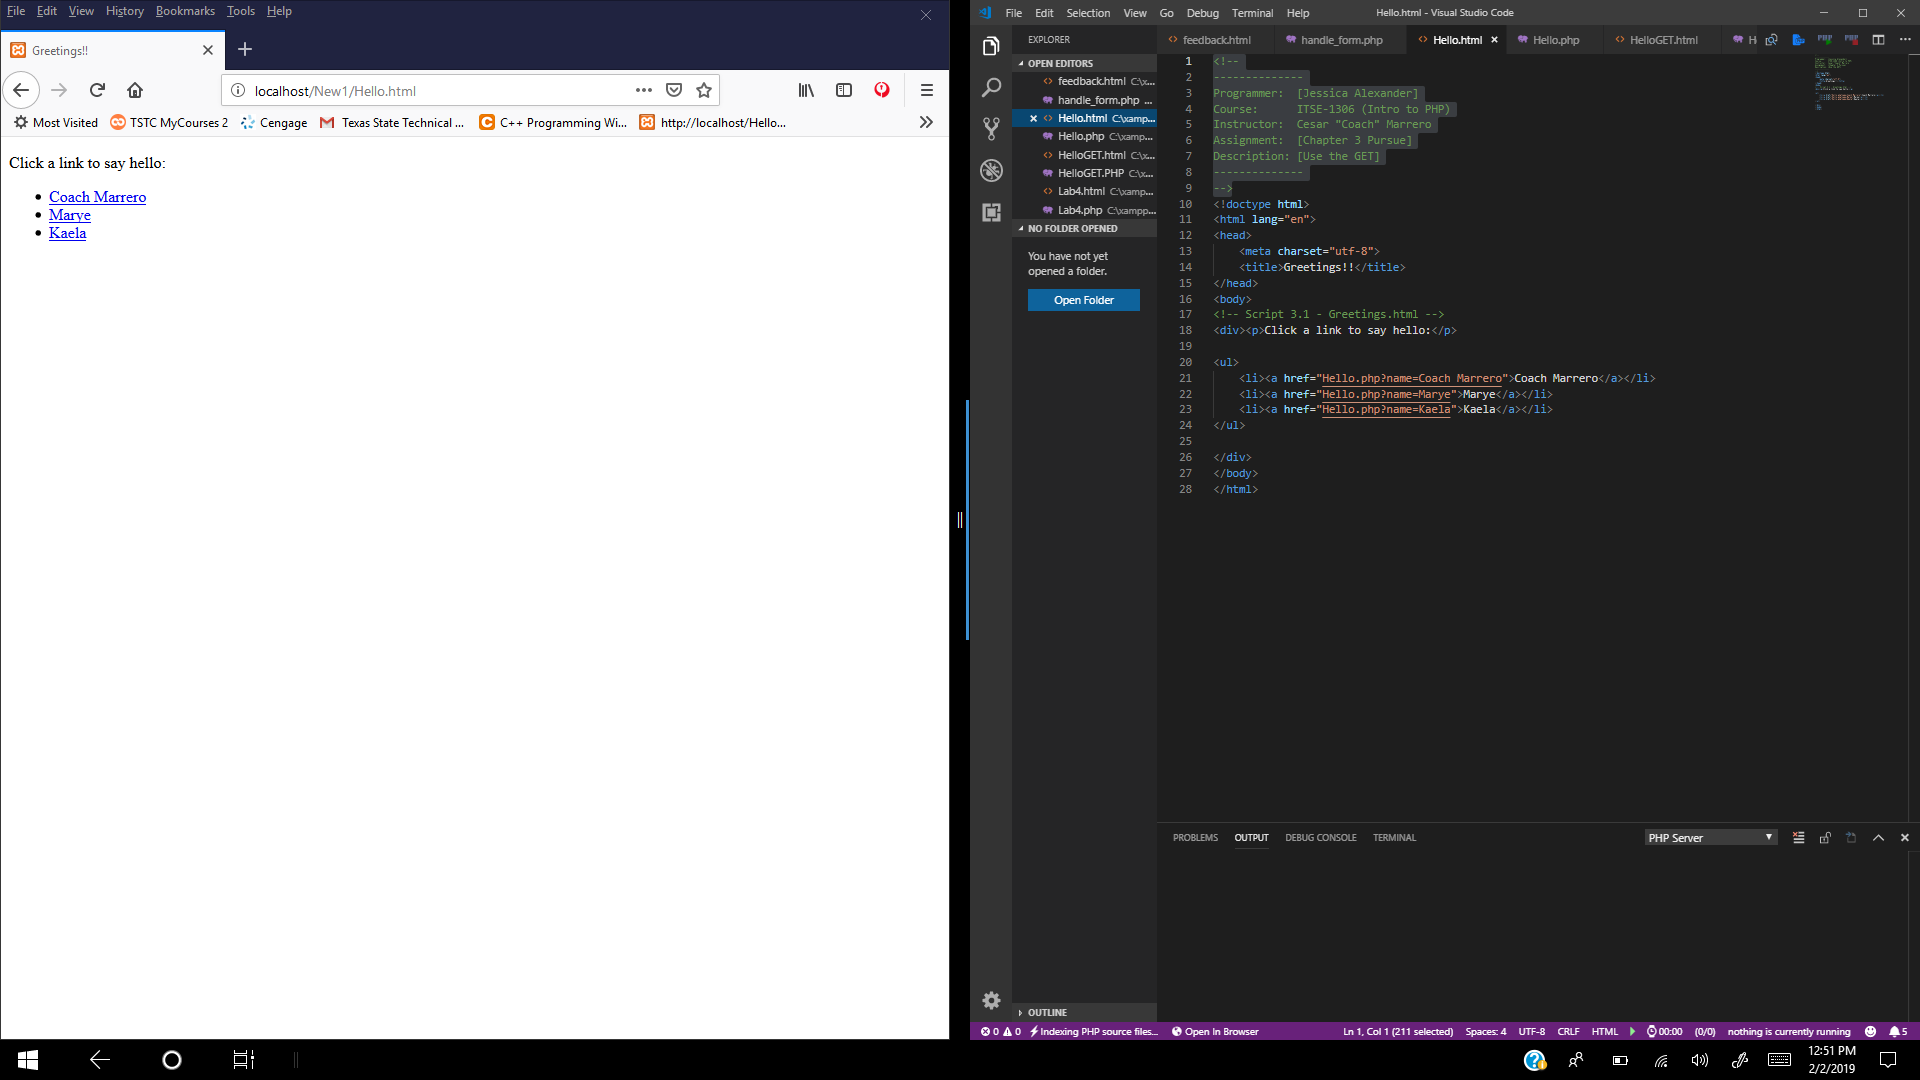 File Edit View History Bookmarks Tools Help
Greetings!!
localhost/New1/Hello.html
Most Visited TSTC MyCourses 2 Cengage Texas State Technical ... C++ Programming Wi... http://localhost/Hello...
Click a link to say hello:
Coach Marrero
Marye
Kaela
File Edit Selection View Go Debug Terminal Help Hello.html - Visual Studio Code
EXPLORER
OPEN EDITORS
feedback.html C:\x...
handle_form.php ...
Hello.html C:\xamp...
Hello.php C:\xamp...
HelloGET.html C:\x...
HelloGET.PHP C:\x...
Lab4.html C:\xamp...
Lab4.php C:\xampp...
NO FOLDER OPENED
You have not yet
opened a folder.
Open Folder
OUTLINE
feedback.html handle_form.php Hello.html Hello.php HelloGET.html H
1 <!--
2 --------------
3 Programmer: [Jessica Alexander]
4 Course: ITSE-1306 (Intro to PHP)
5 Instructor: Cesar "Coach" Marrero
6 Assignment: [Chapter 3 Pursue]
7 Description: [Use the GET]
8 --------------
9 -->
10 <!doctype html>
11 <html lang="en">
12 <head>
13 <meta charset="utf-8">
14 <title>Greetings!!</title>
15 </head>
16 <body>
17 <!-- Script 3.1 - Greetings.html -->
18 <div><p>Click a link to say hello:</p>
19
20 <ul>
21 <li><a href="Hello.php?name=Coach Marrero">Coach Marrero</a></li>
22 <li><a href="Hello.php?name=Marye">Marye</a></li>
23 <li><a href="Hello.php?name=Kaela">Kaela</a></li>
24 </ul>
25
26 </div>
27 </body>
28 </html>
PROBLEMS OUTPUT DEBUG CONSOLE TERMINAL PHP Server
0 0 Indexing PHP source files... Open In Browser Ln 1, Col 1 (211 selected) Spaces: 4 UTF-8 CRLF HTML 00:00 (0/0) nothing is currently running 5
12:51 PM
2/2/2019